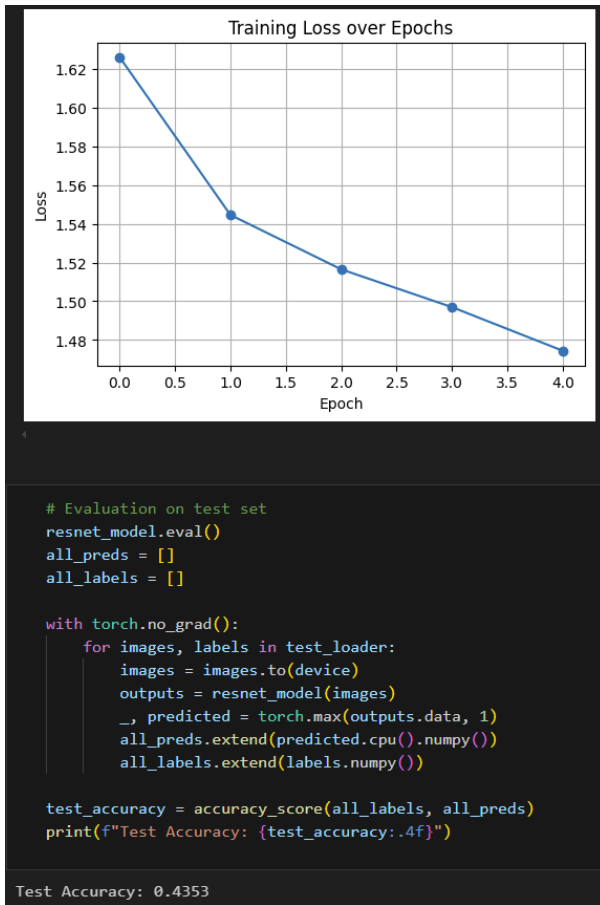 Training Loss over Epochs
1.62
1.60
1.58
1.56
1.54
1.52
1.50
1.48
Loss
0.0 0.5 1.0 1.5 2.0 2.5 3.0 3.5 4.0
Epoch
# Evaluation on test set
resnet_model.eval()
all_preds = []
all_labels = []
with torch.no_grad():
    for images, labels in test_loader:
        images = images.to(device)
        outputs = resnet_model(images)
        _, predicted = torch.max(outputs.data, 1)
        all_preds.extend(predicted.cpu().numpy())
        all_labels.extend(labels.numpy())
test_accuracy = accuracy_score(all_labels, all_preds)
print(f"Test Accuracy: {test_accuracy:.4f}")
Test Accuracy: 0.4353